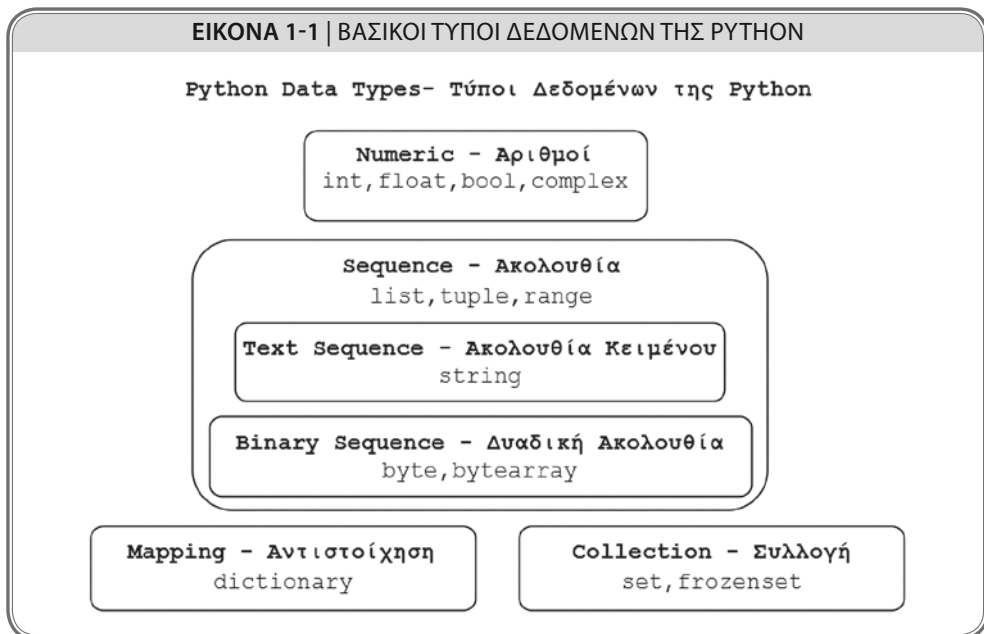 ΕΙΚΟΝΑ 1-1 | ΒΑΣΙΚΟΙ ΤΥΠΟΙ ΔΕΔΟΜΕΝΩΝ ΤΗΣ PYTHON
Python Data Types- Τύποι Δεδομένων της Python
Numeric - Αριθμοί
int,float,bool,complex
Sequence - Ακολουθία
list,tuple,range
Text Sequence - Ακολουθία Κειμένου
string
Binary Sequence - Δυαδική Ακολουθία
byte,bytearray
Mapping - Αντιστοίχηση
dictionary
Collection - Συλλογή
set,frozenset